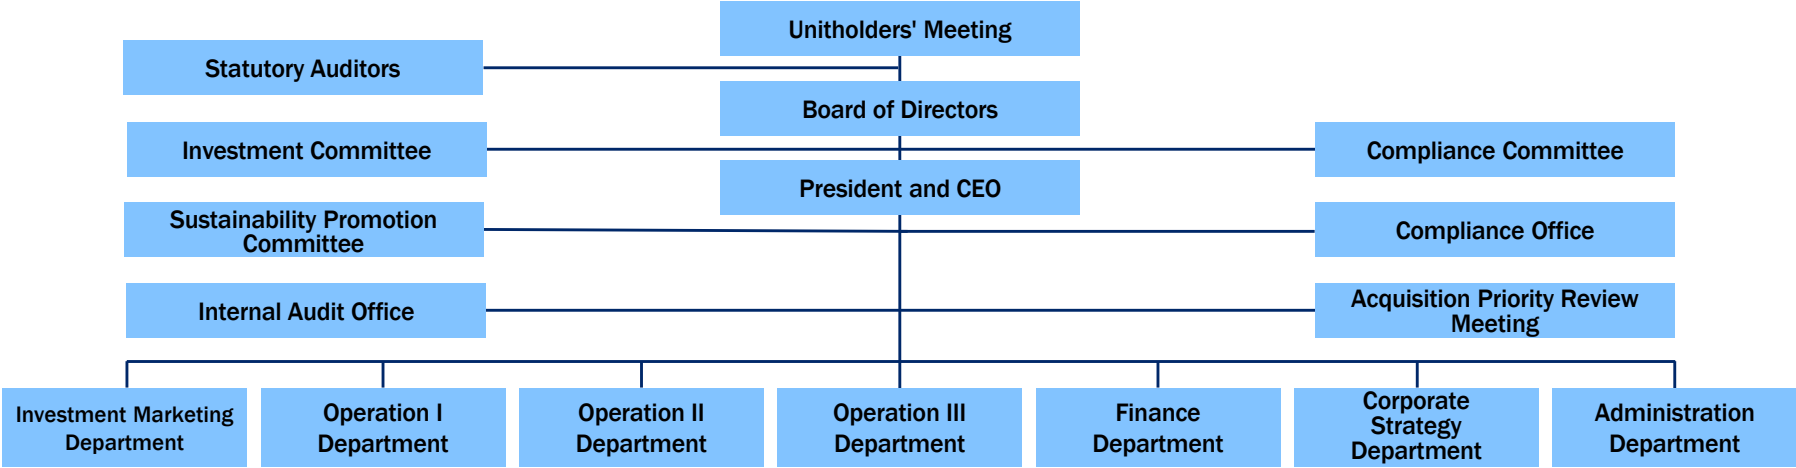 Unitholders' Meeting
Statutory Auditors
Board of Directors
Investment Committee
Compliance Committee
President and CEO
Sustainability Promotion
Committee
Compliance Office
Internal Audit Office
Acquisition Priority Review
Meeting
Investment Marketing
Department
Operation I
Department
Operation II
Department
Operation III
Department
Finance
Department
Corporate
Strategy
Department
Administration
Department